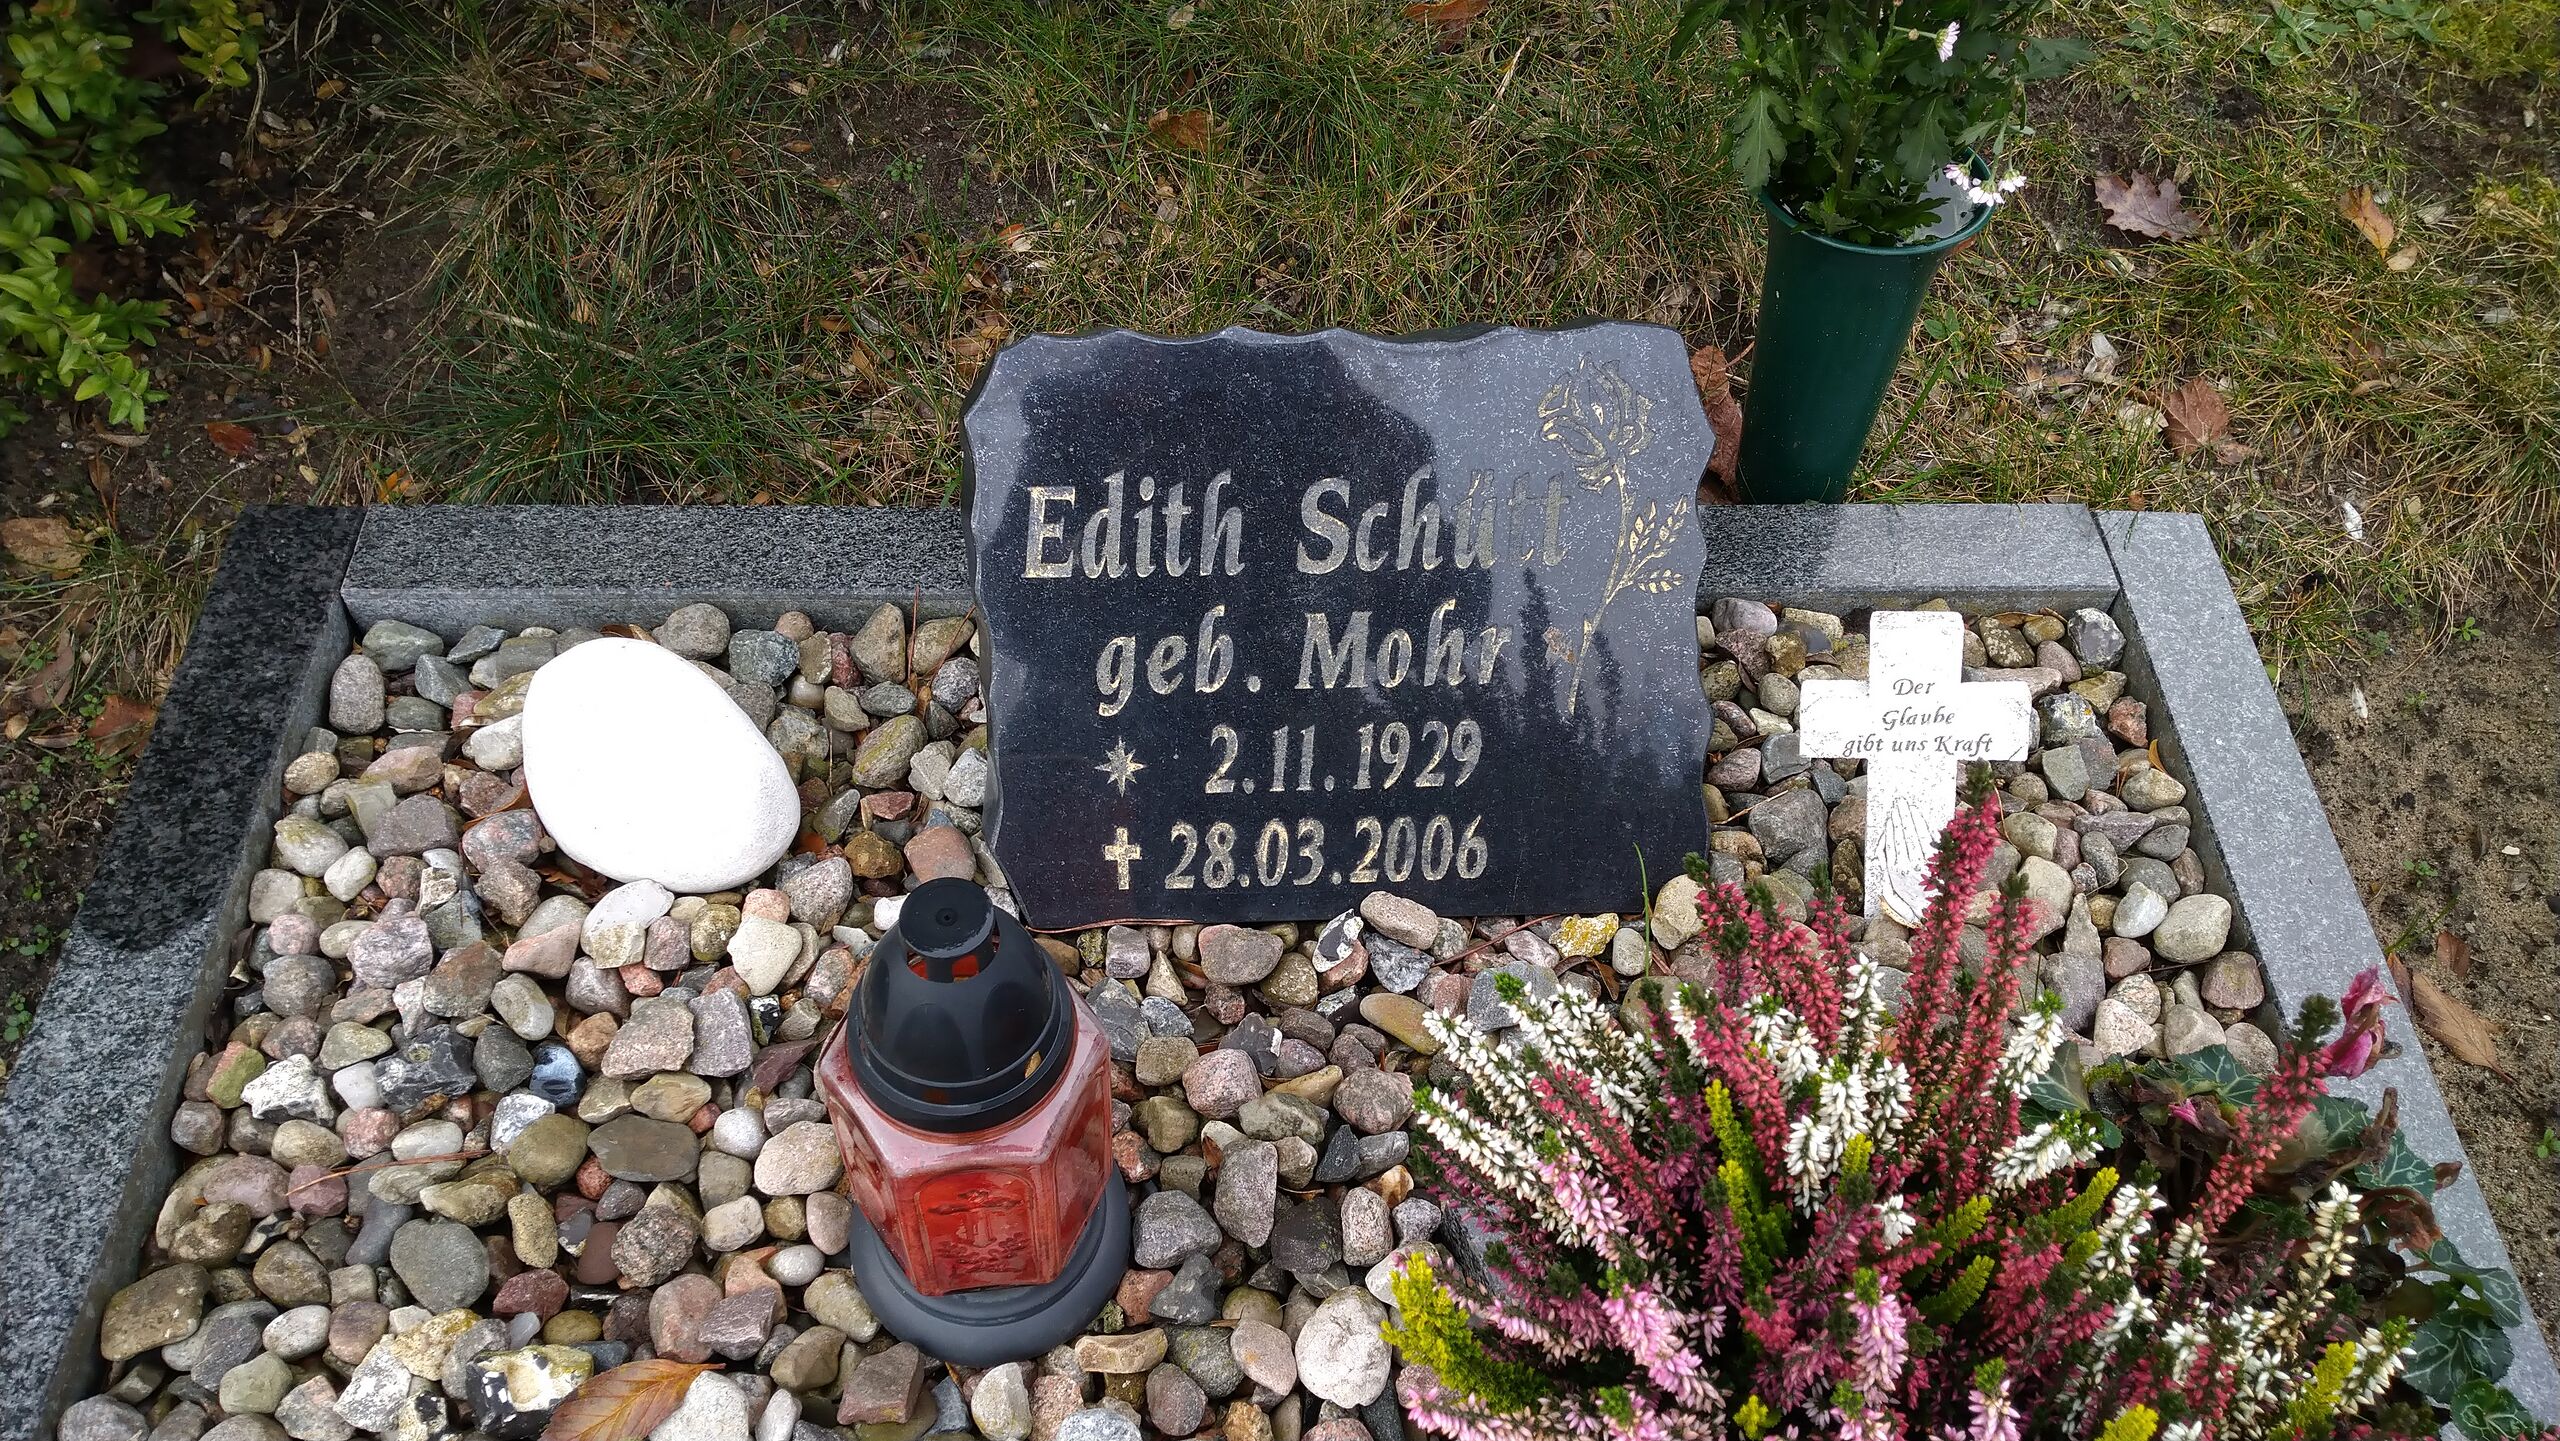 Edith Schütt
geb. Mohr
* 2.11.1929
† 28.03.2006
Der
Glaube
gibt uns Kraft